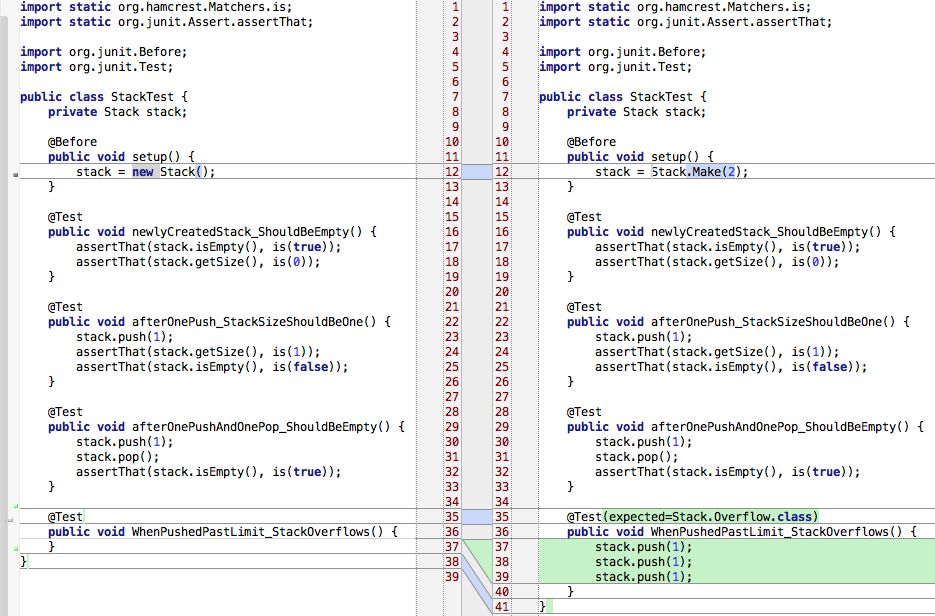 import static org.hamcrest.Matchers.is;
import static org.junit.Assert.assertThat;
import org.junit.Before;
import org.junit.Test;
public class StackTest {
private Stack stack;
@Before
public void setup() {
stack = new Stack();
}
@Test
public void newlyCreatedStack_ShouldBeEmpty() {
assertThat(stack.isEmpty(), is(true));
assertThat(stack.getSize(), is(0));
}
@Test
public void afterOnePush_StackSizeShouldBeOne() {
stack.push(1);
assertThat(stack.getSize(), is(1));
assertThat(stack.isEmpty(), is(false));
}
@Test
public void afterOnePushAndOnePop_ShouldBeEmpty() {
stack.push(1);
stack.pop();
assertThat(stack.isEmpty(), is(true));
}
@Test
public void WhenPushedPastLimit_StackOverflows() {
}
}
1 1
2 2
3 3
4 4
5 5
6 6
7 7
8 8
9 9
10 10
11 11
12 12
13 13
14 14
15 15
16 16
17 17
18 18
19 19
20 20
21 21
22 22
23 23
24 24
25 25
26 26
27 27
28 28
29 29
30 30
31 31
32 32
33 33
34 34
35 35
36 36
37 37
38 38
39 39
40
41
import static org.hamcrest.Matchers.is;
import static org.junit.Assert.assertThat;
import org.junit.Before;
import org.junit.Test;
public class StackTest {
private Stack stack;
@Before
public void setup() {
stack = Stack.Make(2);
}
@Test
public void newlyCreatedStack_ShouldBeEmpty() {
assertThat(stack.isEmpty(), is(true));
assertThat(stack.getSize(), is(0));
}
@Test
public void afterOnePush_StackSizeShouldBeOne() {
stack.push(1);
assertThat(stack.getSize(), is(1));
assertThat(stack.isEmpty(), is(false));
}
@Test
public void afterOnePushAndOnePop_ShouldBeEmpty() {
stack.push(1);
stack.pop();
assertThat(stack.isEmpty(), is(true));
}
@Test(expected=Stack.Overflow.class)
public void WhenPushedPastLimit_StackOverflows() {
stack.push(1);
stack.push(1);
stack.push(1);
}
}